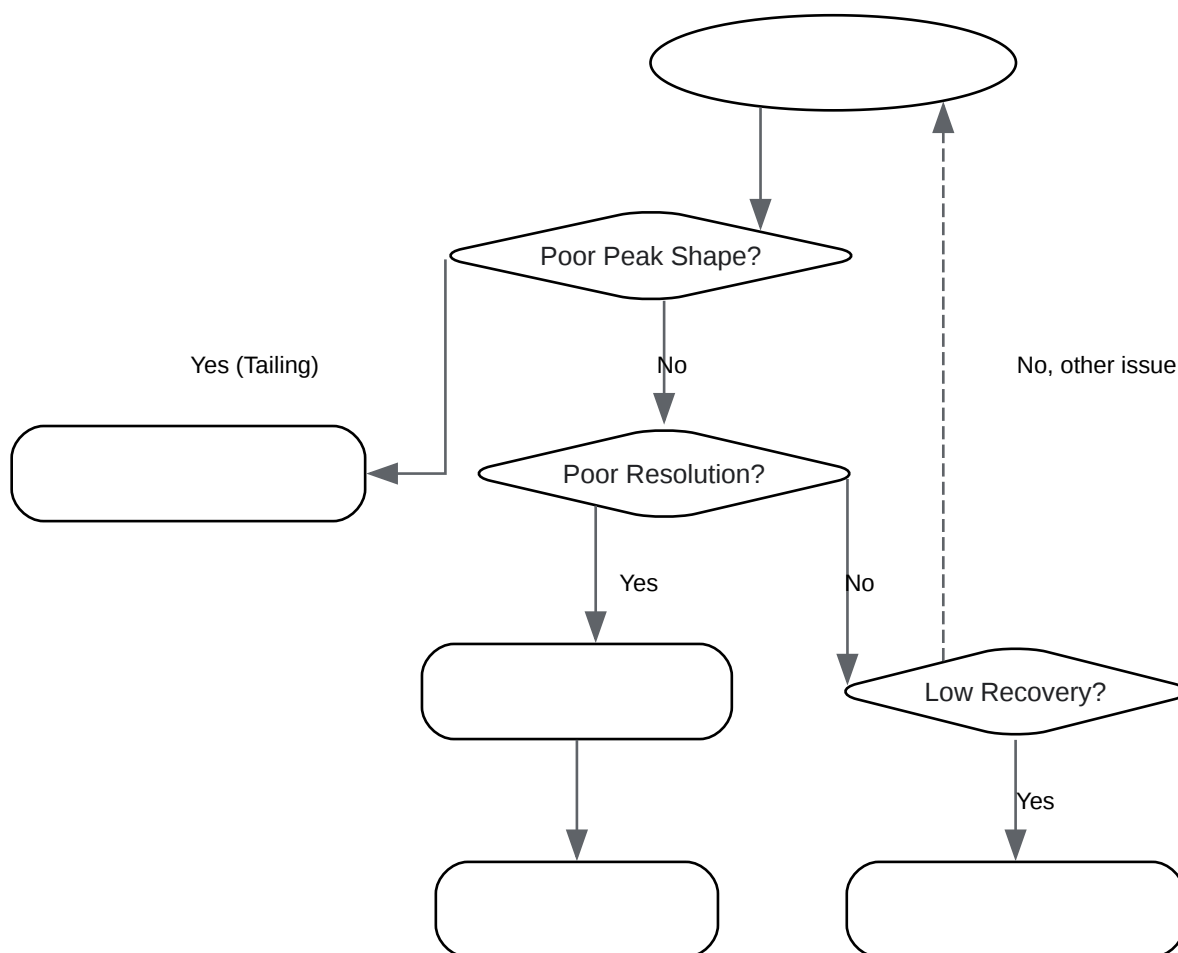 Poor Peak Shape?
Yes (Tailing)
No
No, other issue
Poor Resolution?
Yes
No
Low Recovery?
Yes